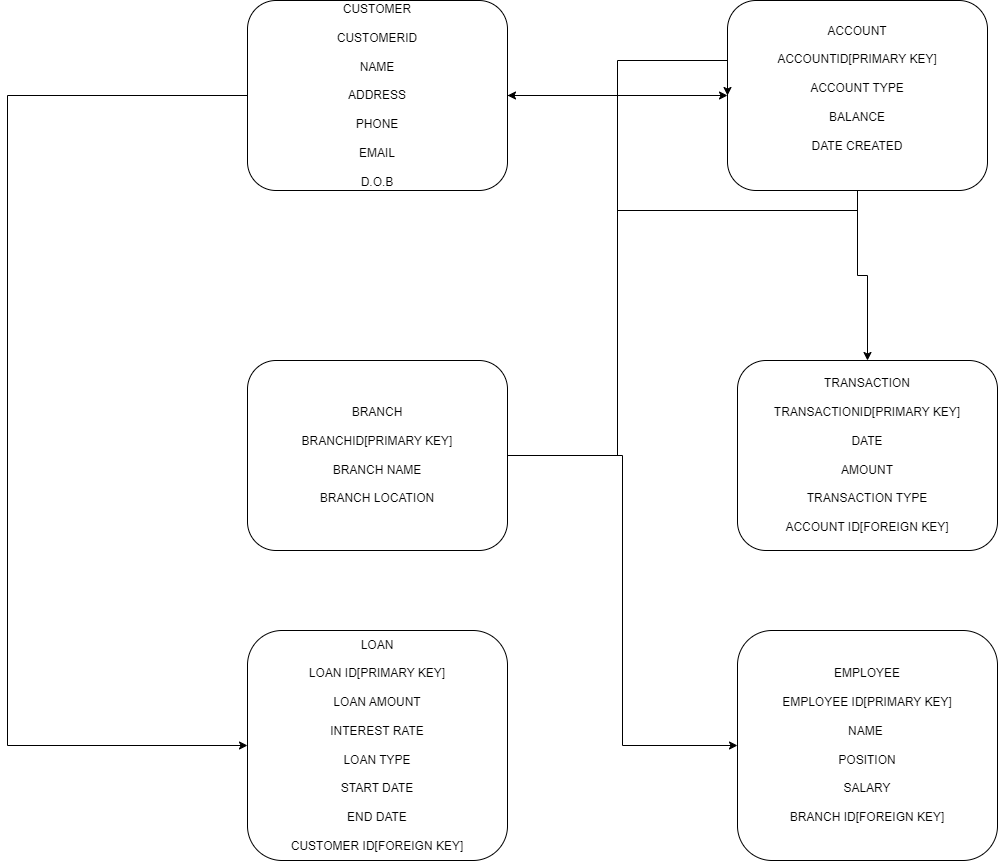 CUSTOMER
CUSTOMERID
NAME
ADDRESS
PHONE
EMAIL
D.O.B
ACCOUNT
ACCOUNTID[PRIMARY KEY]
ACCOUNT TYPE
BALANCE
DATE CREATED
BRANCH
BRANCHID[PRIMARY KEY]
BRANCH NAME
BRANCH LOCATION
TRANSACTION
TRANSACTIONID[PRIMARY KEY]
DATE
AMOUNT
TRANSACTION TYPE
ACCOUNT ID[FOREIGN KEY]
LOAN
LOAN ID[PRIMARY KEY]
LOAN AMOUNT
INTEREST RATE
LOAN TYPE
START DATE
END DATE
CUSTOMER ID[FOREIGN KEY]
EMPLOYEE
EMPLOYEE ID[PRIMARY KEY]
NAME
POSITION
SALARY
BRANCH ID[FOREIGN KEY]